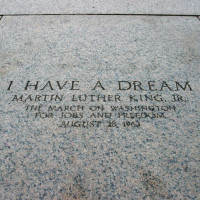 I HAVE A DREAM
MARTIN LUTHER KING, JR.
THE MARCH ON WASHINGTON
FOR JOBS AND FREEDOM
AUGUST 28, 1963